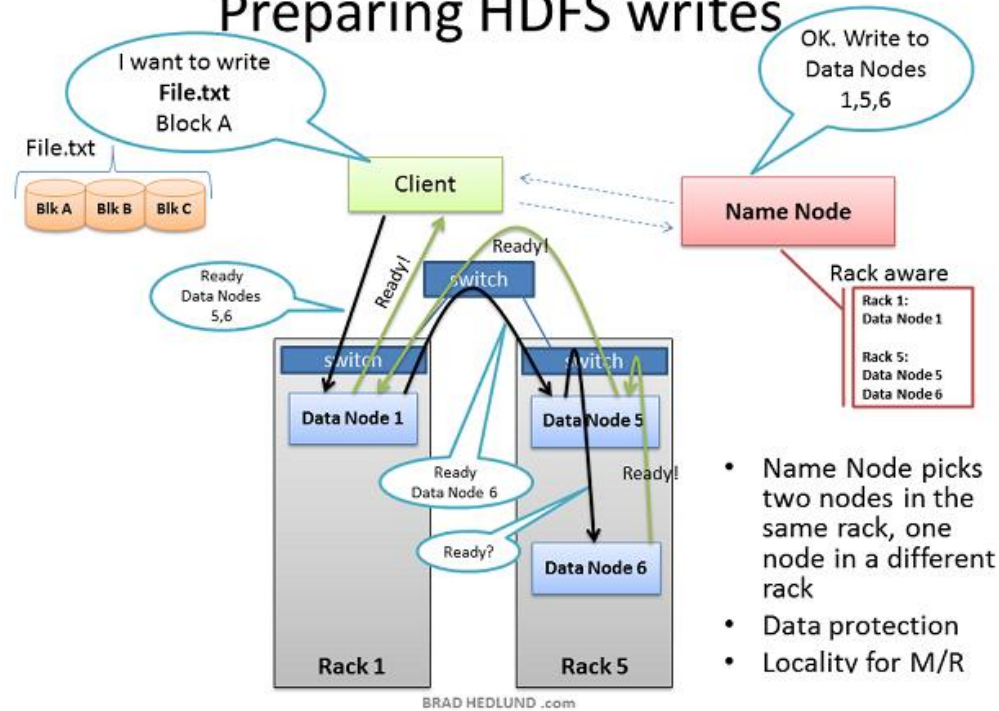 Preparing HDFS writes
I want to write
File.txt
Block A
OK. Write to
Data Nodes
1,5,6
File.txt
Blk A
Blk B
Blk C
Client
Name Node
Ready!
Ready!
switch
Rack aware
Rack 1:
Data Node 1
Rack 5:
Data Node 5
Data Node 6
Ready
Data Nodes
5,6
switch
switch
Data Node 1
Data Node 5
Ready
Data Node 6
Ready!
Ready?
Data Node 6
Rack 1
Rack 5
• Name Node picks
two nodes in the
same rack, one
node in a different
rack
• Data protection
• Locality for M/R
BRAD HEDLUND .com